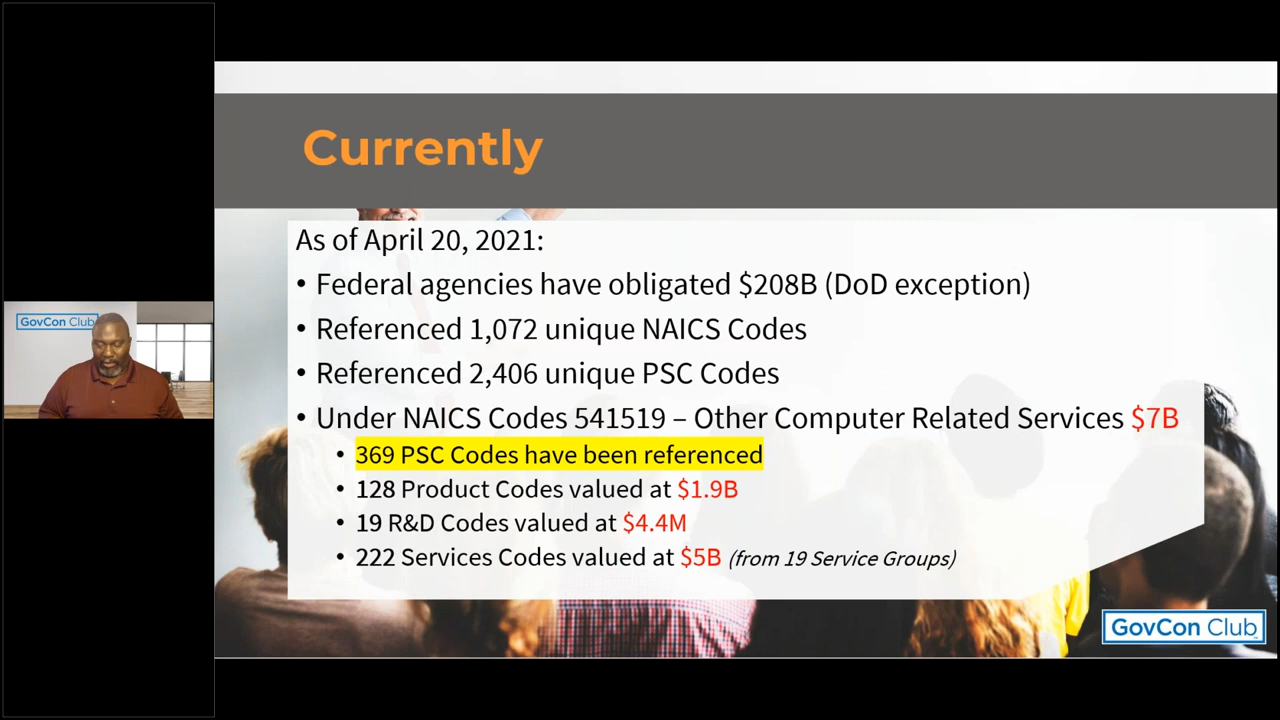 Currently
As of April 20, 2021:
• Federal agencies have obligated $208B (DoD exception)
• Referenced 1,072 unique NAICS Codes
• Referenced 2,406 unique PSC Codes
• Under NAICS Codes 541519 – Other Computer Related Services $7B
• 369 PSC Codes have been referenced
• 128 Product Codes valued at $1.9B
• 19 R&D Codes valued at $4.4M
• 222 Services Codes valued at $5B (from 19 Service Groups)
GovCon Club
GovCon Club